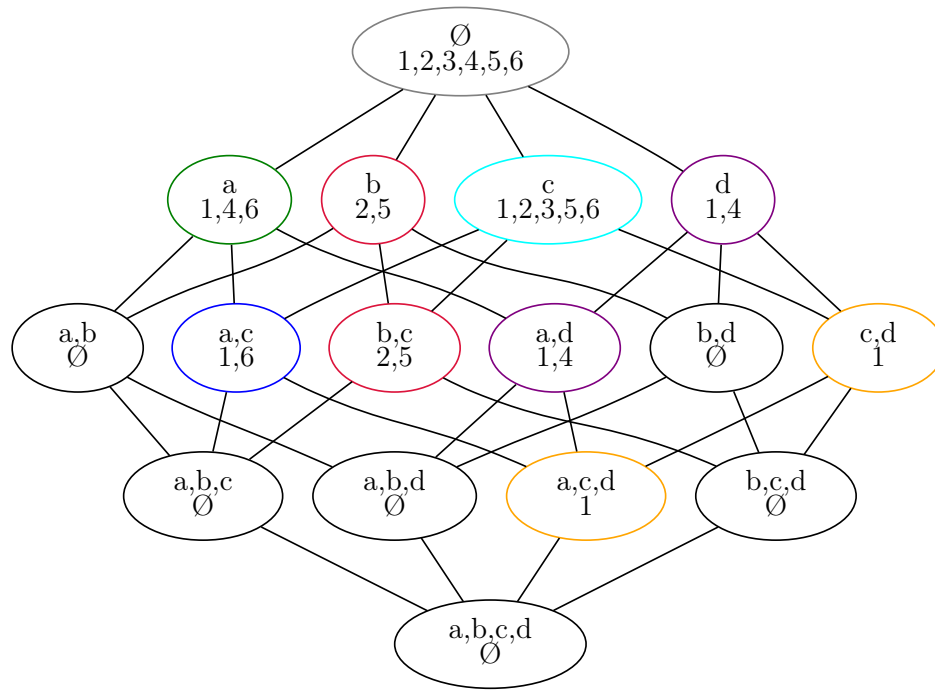 Ø
1,2,3,4,5,6
a
1,4,6
b
2,5
c
1,2,3,5,6
d
1,4
a,b
Ø
a,c
1,6
b,c
2,5
a,d
1,4
b,d
Ø
c,d
1
a,b,c
Ø
a,b,d
Ø
a,c,d
1
b,c,d
Ø
a,b,c,d
Ø